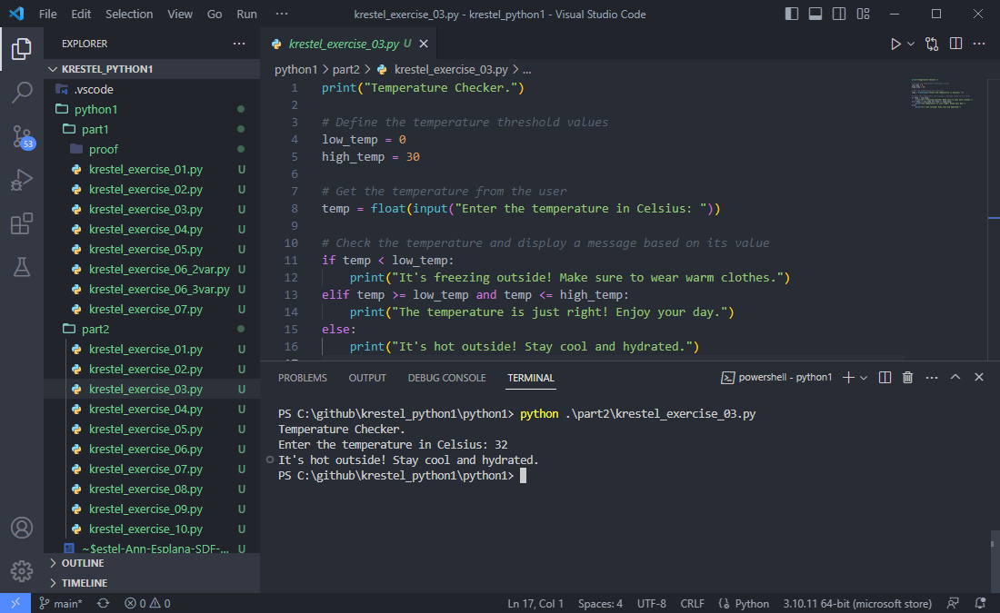 File Edit Selection View Go Run ··· krestel_exercise_03.py - krestel_python1 - Visual Studio Code
EXPLORER ···
KRESTEL_PYTHON1
.vscode
python1
part1
proof
krestel_exercise_01.py U
krestel_exercise_02.py U
krestel_exercise_03.py U
krestel_exercise_04.py U
krestel_exercise_05.py U
krestel_exercise_06_2var.py U
krestel_exercise_06_3var.py U
krestel_exercise_07.py U
part2
krestel_exercise_01.py U
krestel_exercise_02.py U
krestel_exercise_03.py U
krestel_exercise_04.py U
krestel_exercise_05.py U
krestel_exercise_06.py U
krestel_exercise_07.py U
krestel_exercise_08.py U
krestel_exercise_09.py U
krestel_exercise_10.py U
~$estel-Ann-Esplana-SDF-... U
OUTLINE
TIMELINE
53
krestel_exercise_03.py U
python1 > part2 > krestel_exercise_03.py > ...
1 print("Temperature Checker.")
2
3 # Define the temperature threshold values
4 low_temp = 0
5 high_temp = 30
6
7 # Get the temperature from the user
8 temp = float(input("Enter the temperature in Celsius: "))
9
10 # Check the temperature and display a message based on its value
11 if temp < low_temp:
12 print("It's freezing outside! Make sure to wear warm clothes.")
13 elif temp >= low_temp and temp <= high_temp:
14 print("The temperature is just right! Enjoy your day.")
15 else:
16 print("It's hot outside! Stay cool and hydrated.")
PROBLEMS OUTPUT DEBUG CONSOLE TERMINAL powershell - python1
PS C:\github\krestel_python1\python1> python .\part2\krestel_exercise_03.py
Temperature Checker.
Enter the temperature in Celsius: 32
It's hot outside! Stay cool and hydrated.
PS C:\github\krestel_python1\python1>
main* 0 0 Ln 17, Col 1 Spaces: 4 UTF-8 CRLF Python 3.10.11 64-bit (microsoft store)